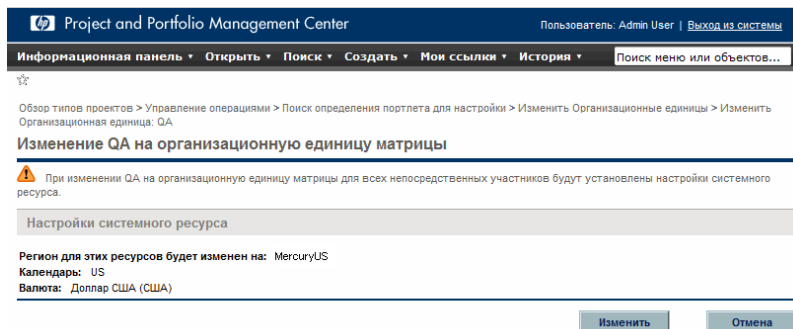 hp Project and Portfolio Management Center
Пользователь: Admin User | Выход из системы
Информационная панель Открыть Поиск Создать Мои ссылки История Поиск меню или объектов...
Обзор типов проектов > Управление операциями > Поиск определения портлета для настройки > Изменить Организационные единицы > Изменить
Организационная единица: QA
Изменение QA на организационную единицу матрицы
При изменении QA на организационную единицу матрицы для всех непосредственных участников будут установлены настройки системного
ресурса.
Настройки системного ресурса
Регион для этих ресурсов будет изменен на: MercuryUS
Календарь: US
Валюта: Доллар США (США)
Изменить Отмена